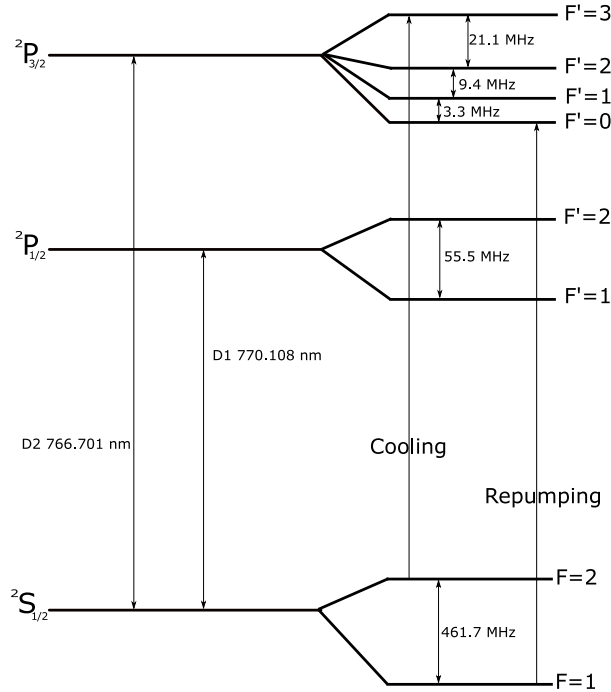 F'=3
21.1 MHz
²P₃/₂
F'=2
9.4 MHz
F'=1
3.3 MHz
F'=0
F'=2
²P₁/₂
55.5 MHz
F'=1
D1 770.108 nm
D2 766.701 nm
Cooling
Repumping
F=2
²S₁/₂
461.7 MHz
F=1